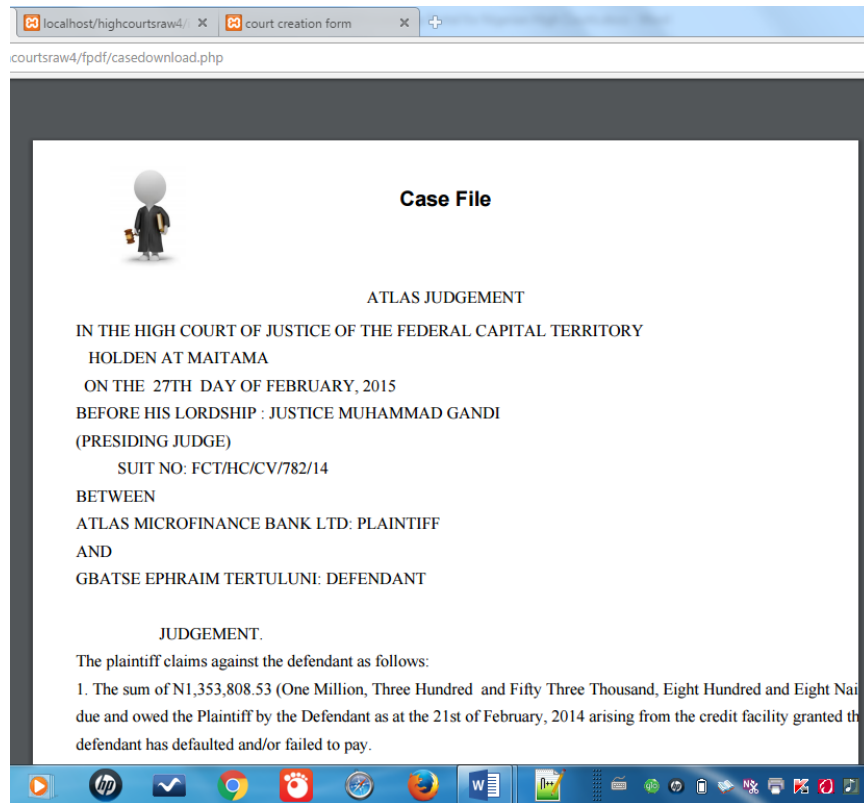 localhost/highcourtsraw4/
court creation form
courtsraw4/fpdf/casedownload.php
Case File
ATLAS JUDGEMENT
IN THE HIGH COURT OF JUSTICE OF THE FEDERAL CAPITAL TERRITORY
HOLDEN AT MAITAMA
ON THE 27TH DAY OF FEBRUARY, 2015
BEFORE HIS LORDSHIP : JUSTICE MUHAMMAD GANDI
(PRESIDING JUDGE)
SUIT NO: FCT/HC/CV/782/14
BETWEEN
ATLAS MICROFINANCE BANK LTD: PLAINTIFF
AND
GBATSE EPHRAIM TERTULUNI: DEFENDANT
JUDGEMENT.
The plaintiff claims against the defendant as follows:
1. The sum of N1,353,808.53 (One Million, Three Hundred and Fifty Three Thousand, Eight Hundred and Eight Nai
due and owed the Plaintiff by the Defendant as at the 21st of February, 2014 arising from the credit facility granted th
defendant has defaulted and/or failed to pay.